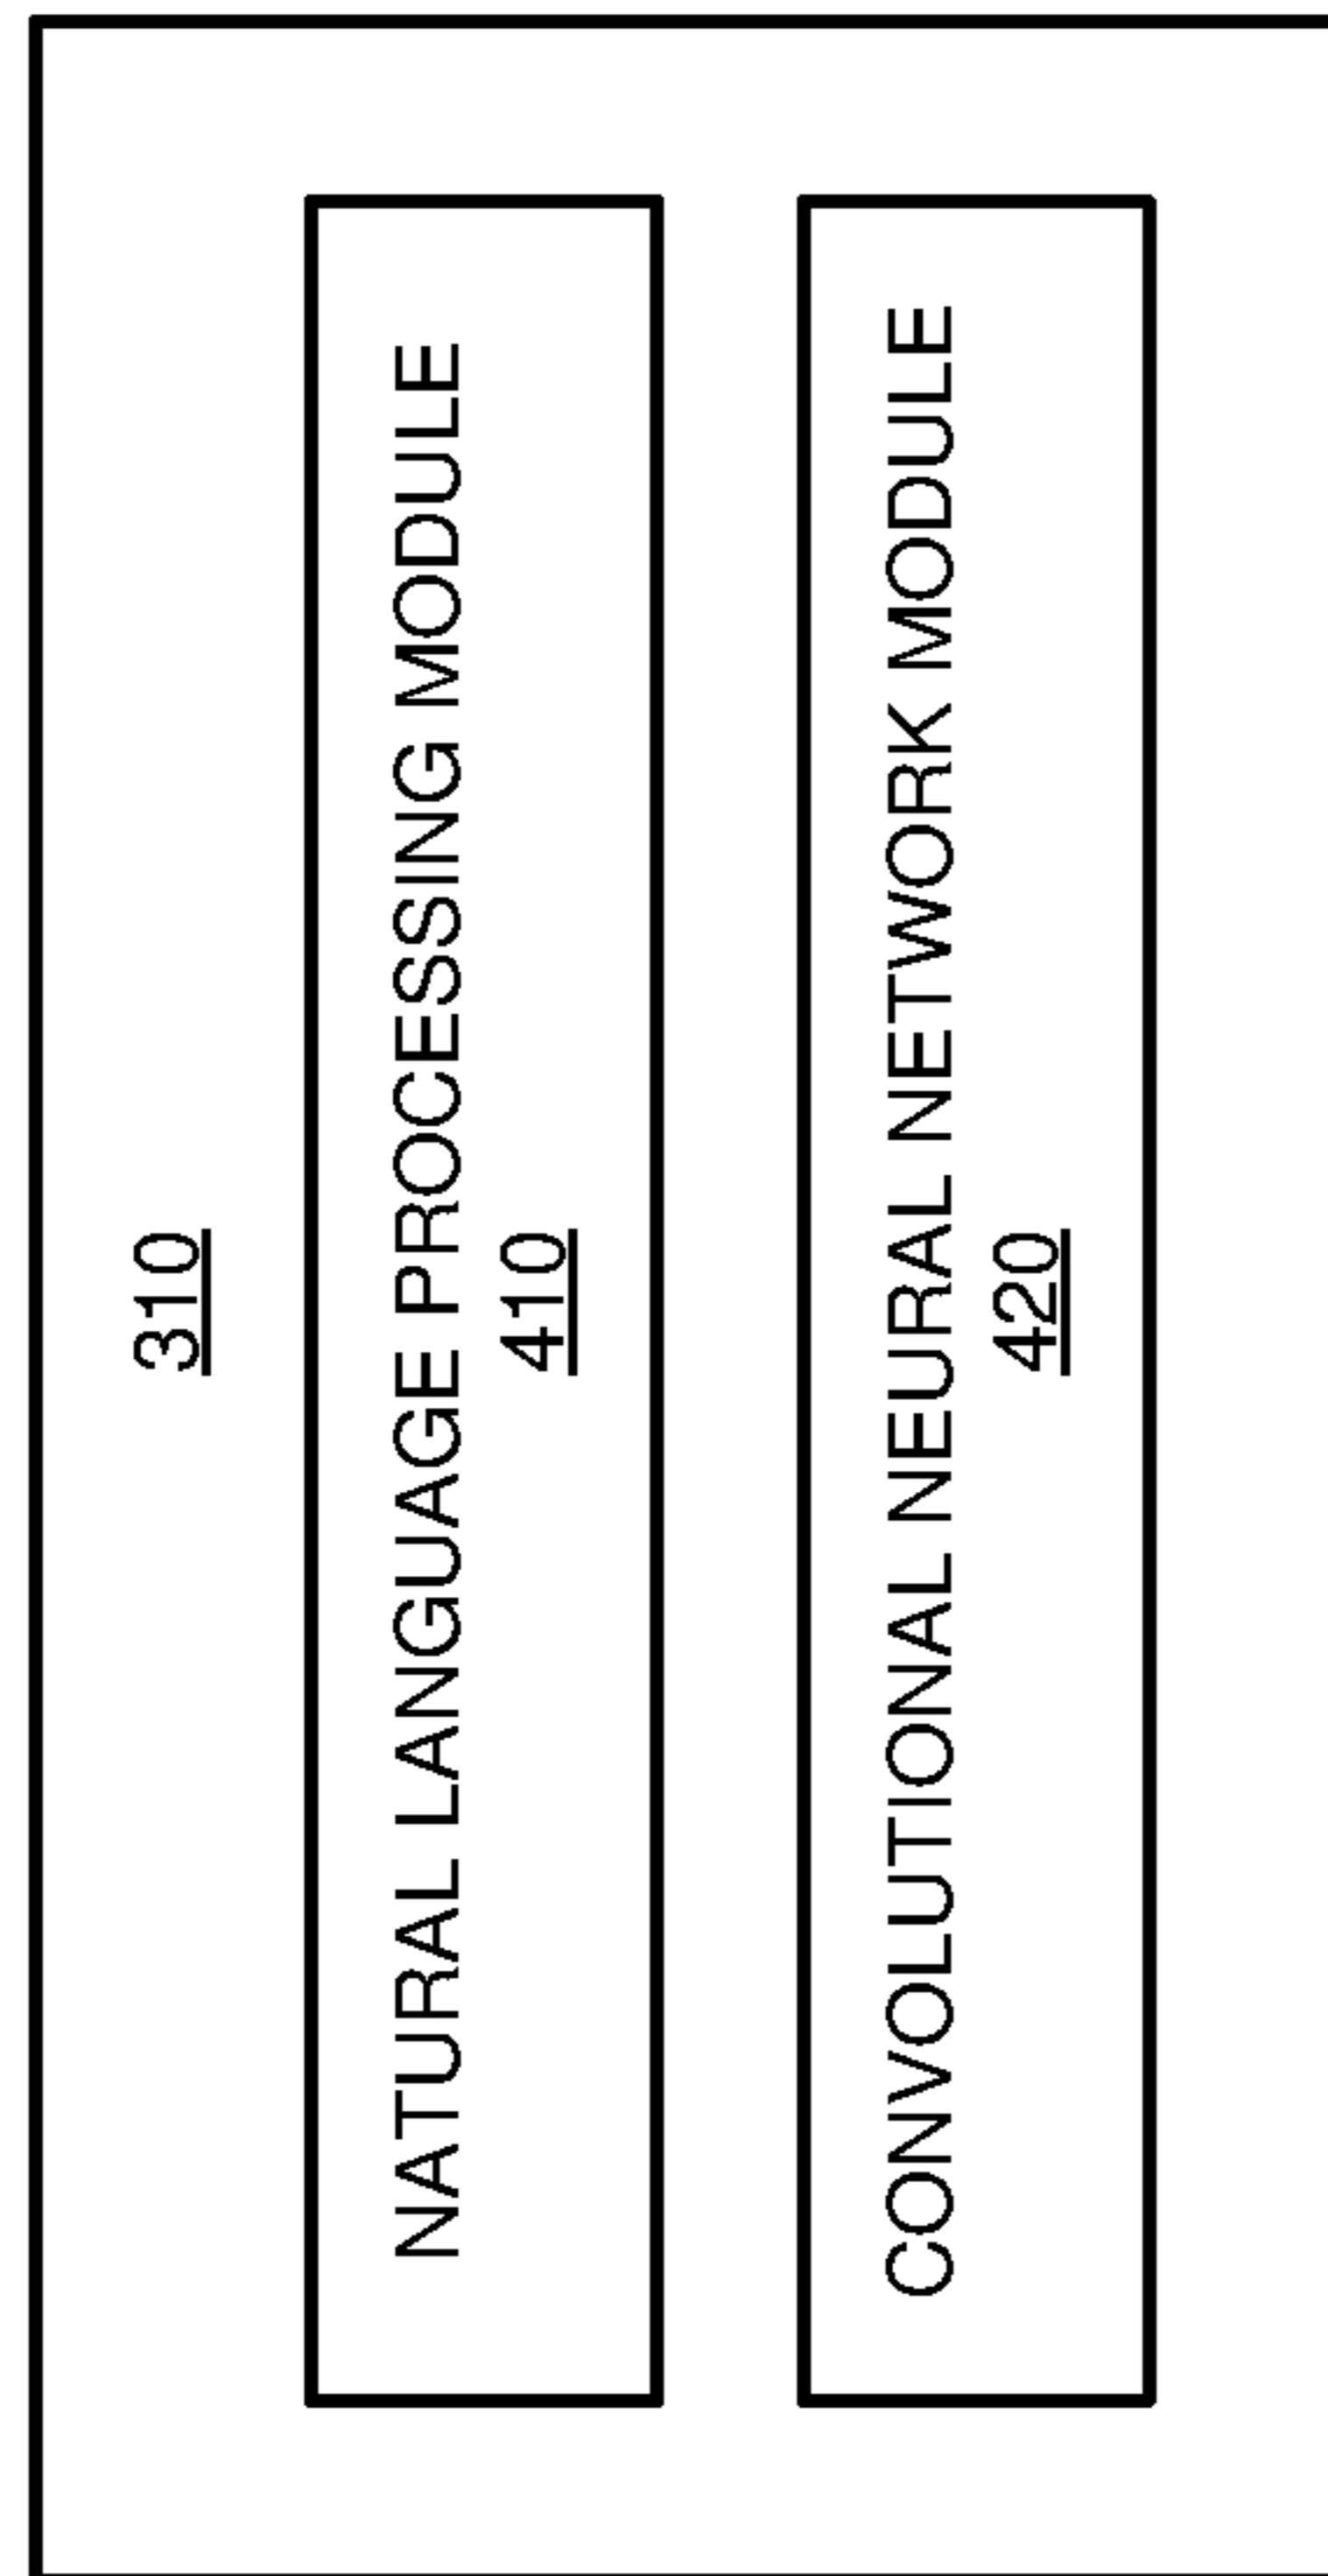 310
NATURAL LANGUAGE PROCESSING MODULE
410
CONVOLUTIONAL NEURAL NETWORK MODULE
420